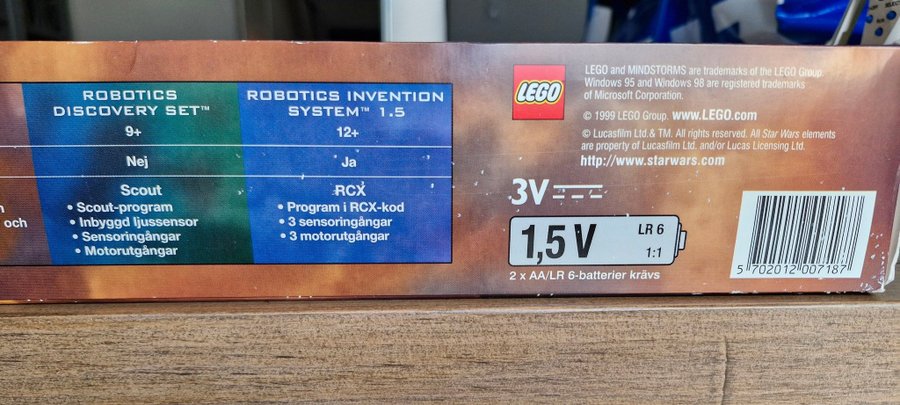 ROBOTICS
DISCOVERY SET™
9+
Nej
Scout
• Scout-program
• Inbyggd ljussensor
• Sensoringångar
• Motorutgångar
och
ROBOTICS INVENTION
SYSTEM™ 1.5
12+
Ja
RCX
• Program i RCX-kod
• 3 sensoringångar
• 3 motorutgångar
LEGO
LEGO and MINDSTORMS are trademarks of the LEGO Group.
Windows 95 and Windows 98 are registered trademarks
of Microsoft Corporation.
© 1999 LEGO Group. www.LEGO.com
© Lucasfilm Ltd. & TM. All rights reserved. All Star Wars elements
are property of Lucasfilm Ltd. and/or Lucas Licensing Ltd.
http://www.starwars.com
3V
1,5 V
LR 6
1:1
2 x AA/LR 6-batterier krävs
5 702012 007187